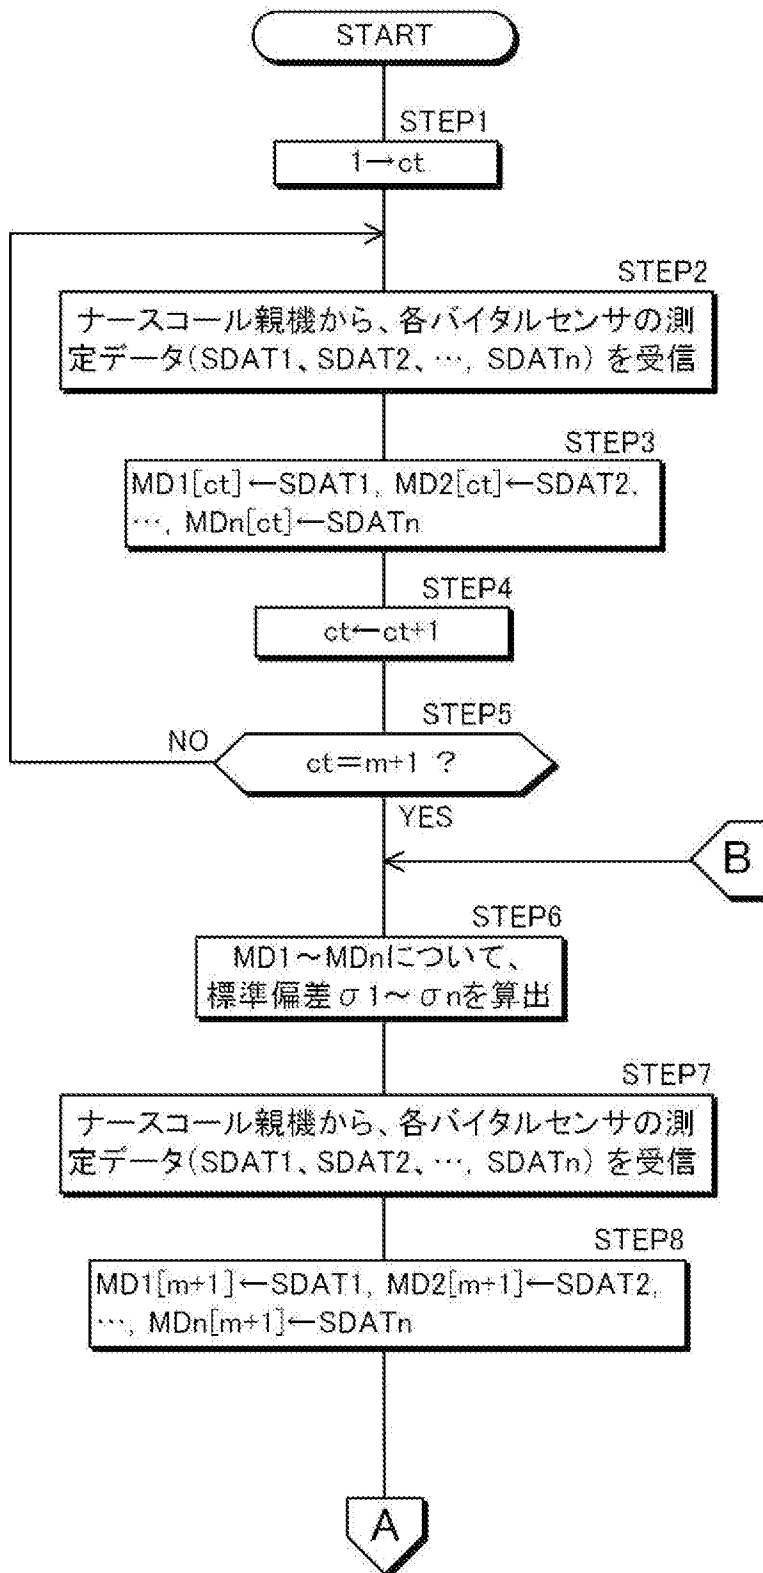 START
STEP1
1→ct
STEP2
ナースコール親機から、各バイタルセンサの測
定データ(SDAT1、SDAT2、…, SDATn) を受信
STEP3
MD1[ct]←SDAT1, MD2[ct]←SDAT2,
…, MDn[ct]←SDATn
STEP4
ct←ct+1
STEP5
NO
ct=m+1 ?
YES
B
STEP6
MD1～MDnについて、
標準偏差σ1～σnを算出
STEP7
ナースコール親機から、各バイタルセンサの測
定データ(SDAT1、SDAT2、…, SDATn) を受信
STEP8
MD1[m+1]←SDAT1, MD2[m+1]←SDAT2,
…, MDn[m+1]←SDATn
A